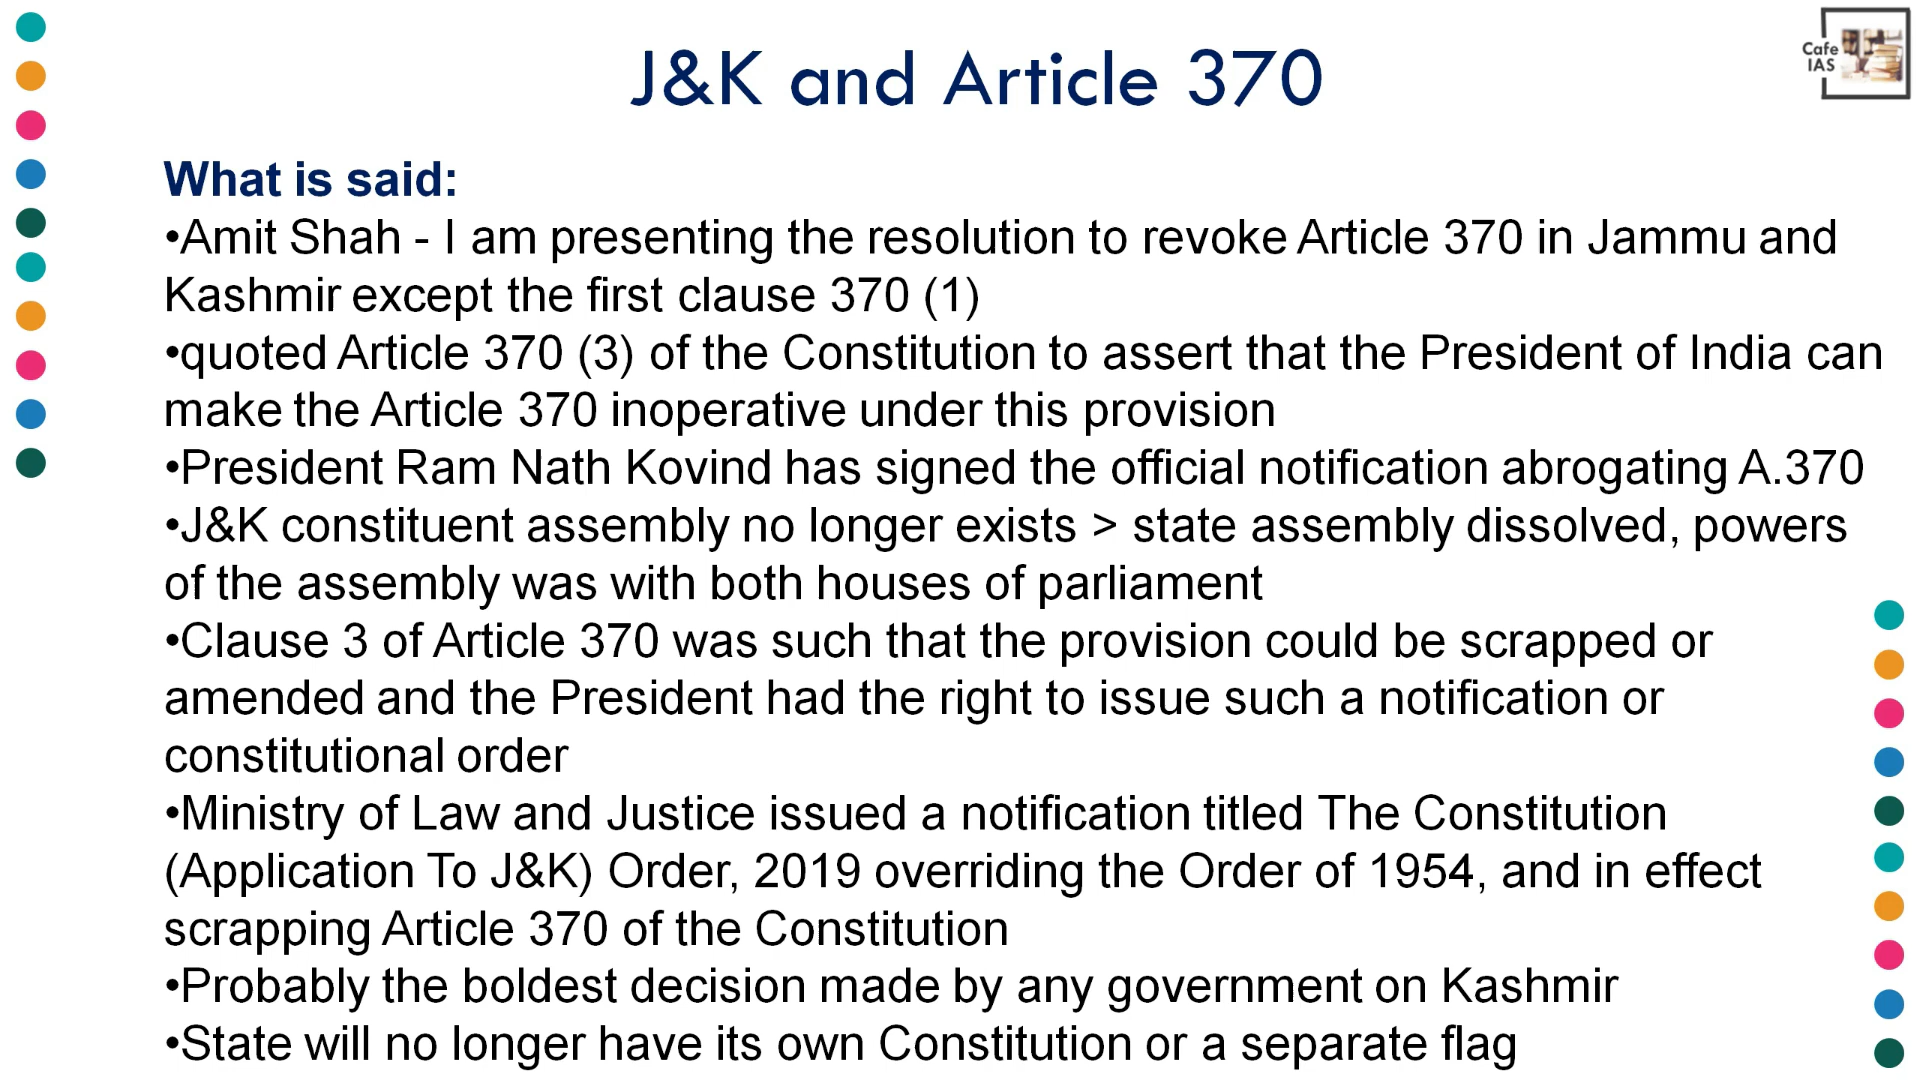 J&K and Article 370
Cafe
IAS
What is said:
•Amit Shah - I am presenting the resolution to revoke Article 370 in Jammu and
Kashmir except the first clause 370 (1)
•quoted Article 370 (3) of the Constitution to assert that the President of India can
make the Article 370 inoperative under this provision
•President Ram Nath Kovind has signed the official notification abrogating A.370
•J&K constituent assembly no longer exists > state assembly dissolved, powers
of the assembly was with both houses of parliament
•Clause 3 of Article 370 was such that the provision could be scrapped or
amended and the President had the right to issue such a notification or
constitutional order
•Ministry of Law and Justice issued a notification titled The Constitution
(Application To J&K) Order, 2019 overriding the Order of 1954, and in effect
scrapping Article 370 of the Constitution
•Probably the boldest decision made by any government on Kashmir
•State will no longer have its own Constitution or a separate flag